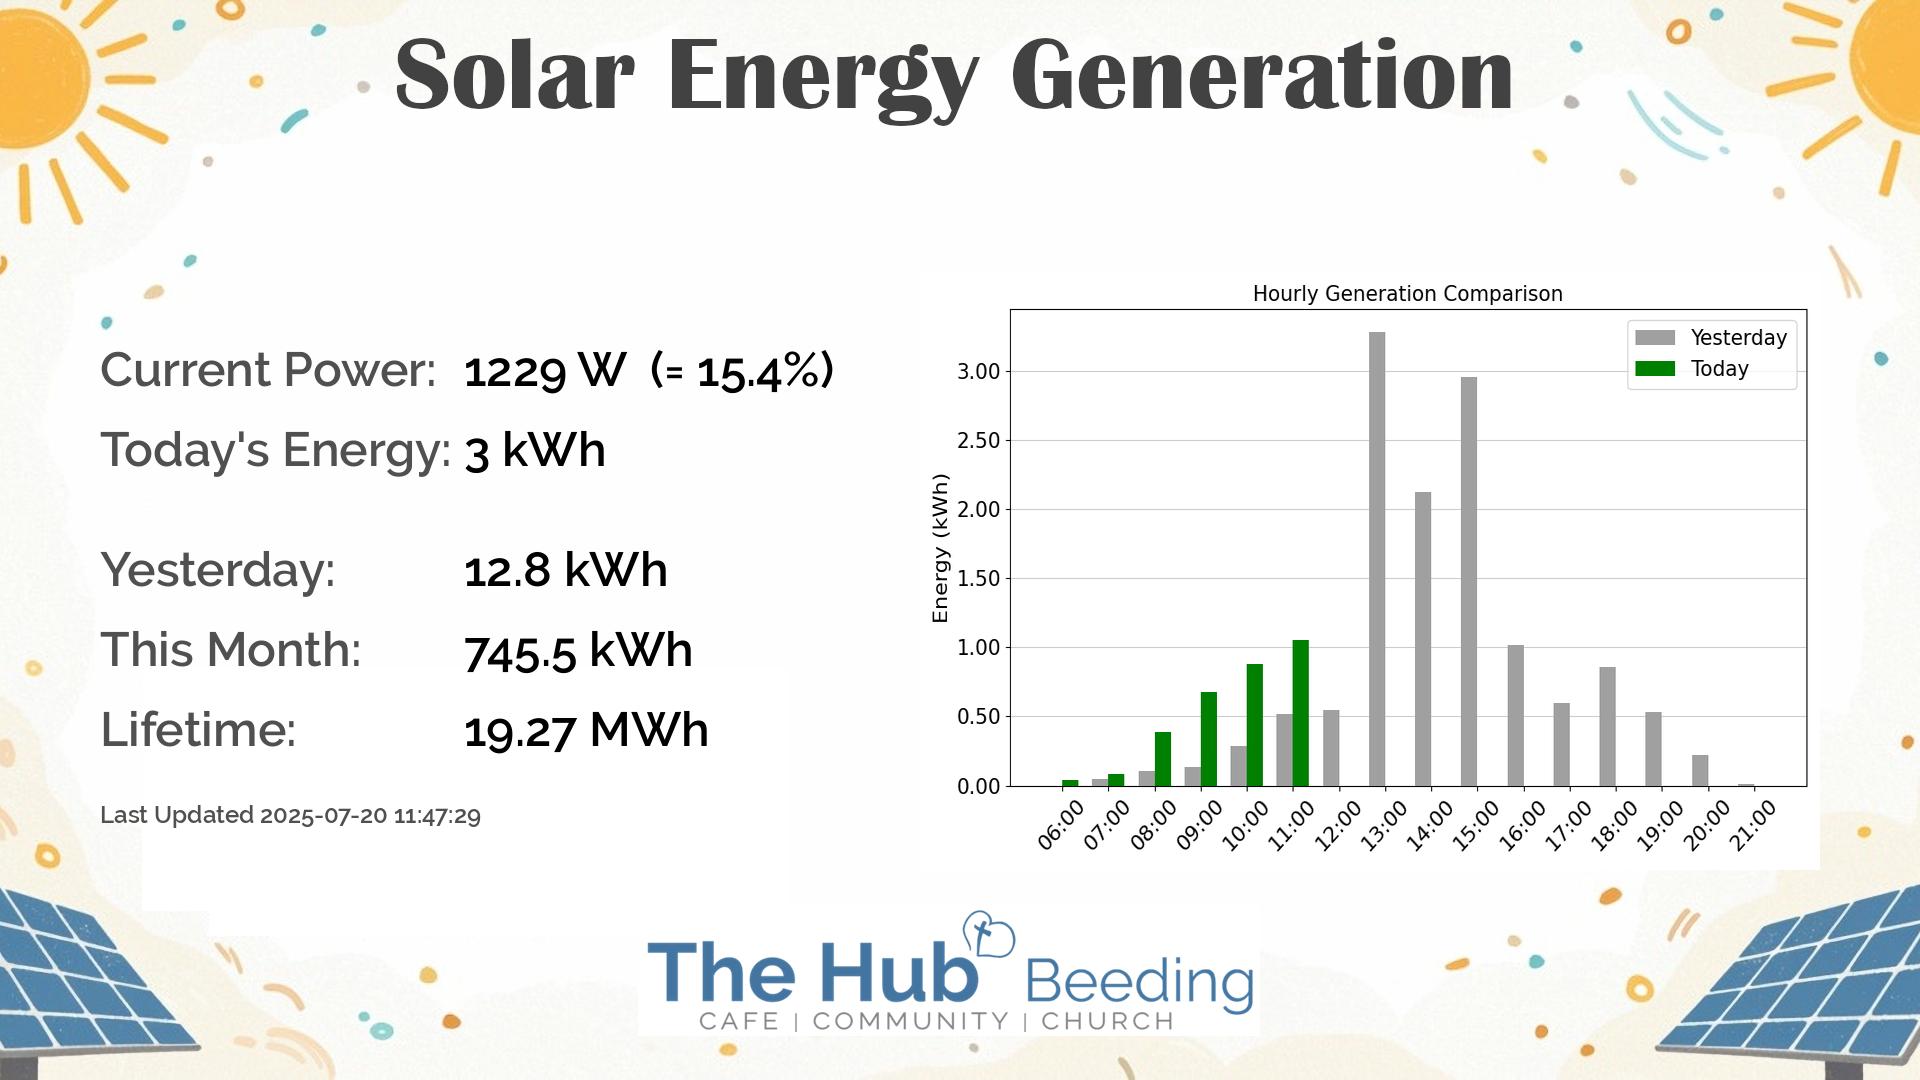 Solar Energy Generation
Current Power: 1229 W (= 15.4%)
Today's Energy: 3 kWh
Yesterday: 12.8 kWh
This Month: 745.5 kWh
Lifetime: 19.27 MWh
Last Updated 2025-07-20 11:47:29
Hourly Generation Comparison
Yesterday
Today
Energy (kWh)
3.00
2.50
2.00
1.50
1.00
0.50
0.00
06:00 07:00 08:00 09:00 10:00 11:00 12:00 13:00 14:00 15:00 16:00 17:00 18:00 19:00 20:00 21:00
The Hub Beeding
CAFE | COMMUNITY | CHURCH